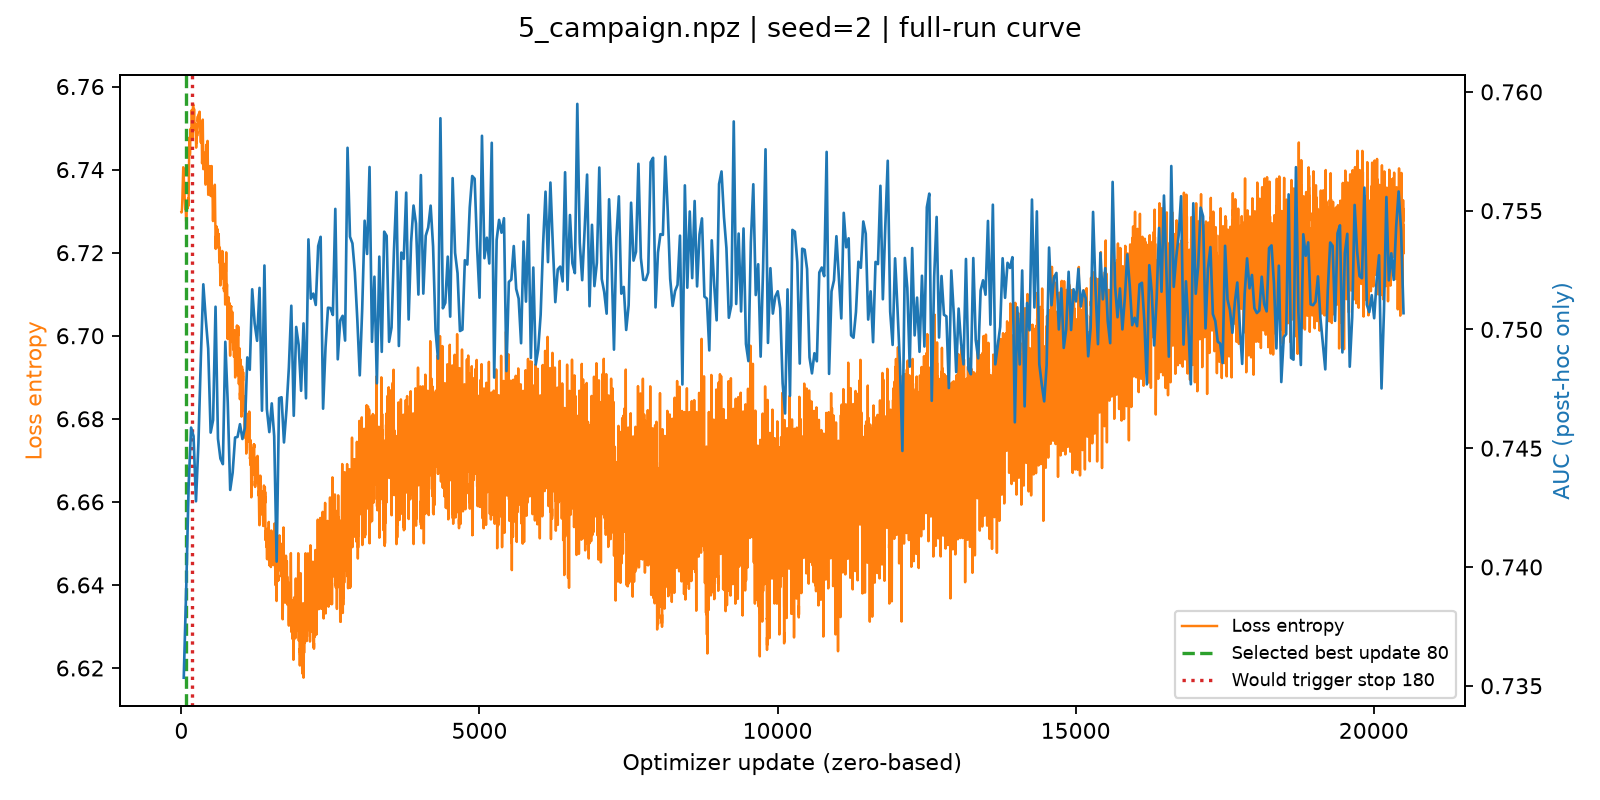 5_campaign.npz | seed=2 | full-run curve
6.76
6.74
6.72
6.70
6.68
6.66
6.64
6.62
Loss entropy
0.760
0.755
0.750
0.745
0.740
0.735
AUC (post-hoc only)
Loss entropy
Selected best update 80
Would trigger stop 180
0
5000
10000
15000
20000
Optimizer update (zero-based)